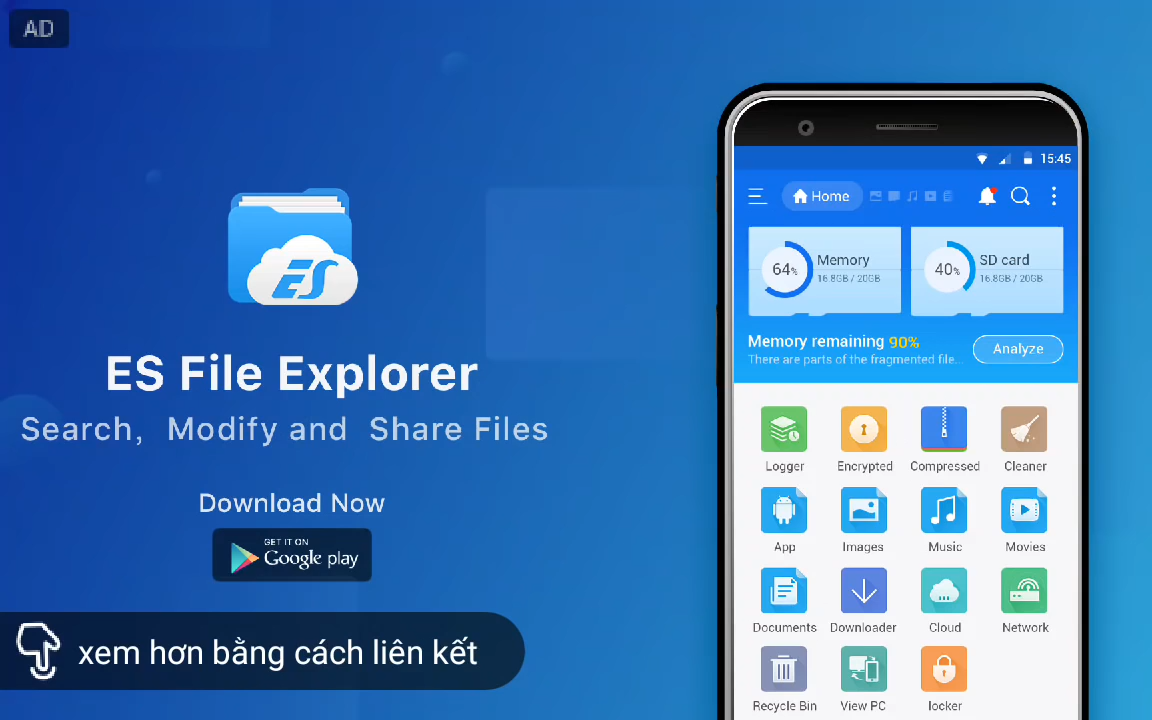 AD
ES
ES File Explorer
Search, Modify and Share Files
Download Now
GET IT ON
Google play
xem hơn bằng cách liên kết
15:45
Home
64%
Memory
16.8GB / 20GB
40%
SD card
16.8GB / 20GB
Memory remaining 90%
There are parts of the fragmented file...
Analyze
Logger Encrypted Compressed Cleaner
App Images Music Movies
Documents Downloader Cloud Network
Recycle Bin View PC locker